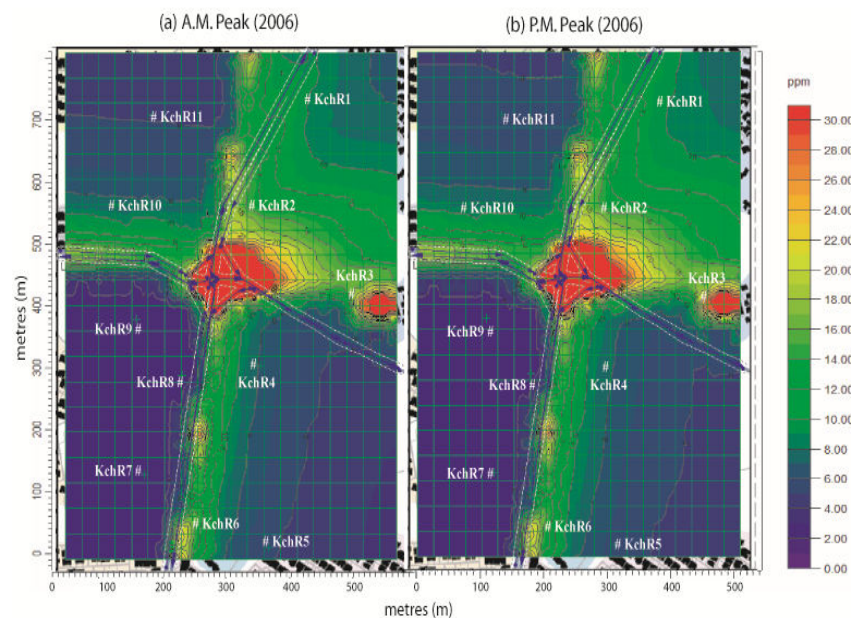 (a) A.M. Peak (2006)
(b) P.M. Peak (2006)
ppm
30.00
28.00
26.00
24.00
22.00
20.00
18.00
16.00
14.00
12.00
10.00
8.00
6.00
4.00
2.00
0.00
metres (m)
700
600
500
400
300
200
100
0
# KchR1
KchR11
#
# KchR2
# KchR10
KchR3
#
KchR9 #
KchR8 #
#
KchR4
KchR7 #
# KchR6
# KchR5
# KchR1
KchR11
#
# KchR2
# KchR10
KchR3
#
KchR9 #
KchR8 #
#
KchR4
KchR7 #
# KchR6
# KchR5
0 100 200 300 400 500
0 100 200 300 400 500
metres (m)